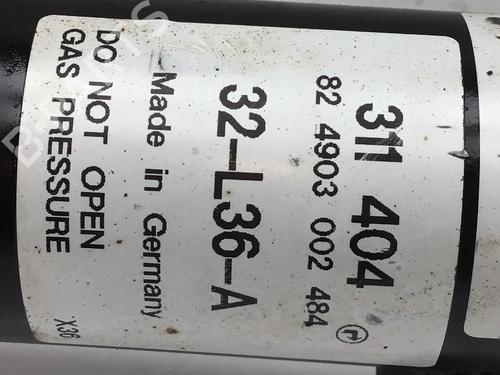 311 404
82 4903 002 484
32-L36-A
Made in Germany
DO NOT OPEN
GAS PRESSURE
X36